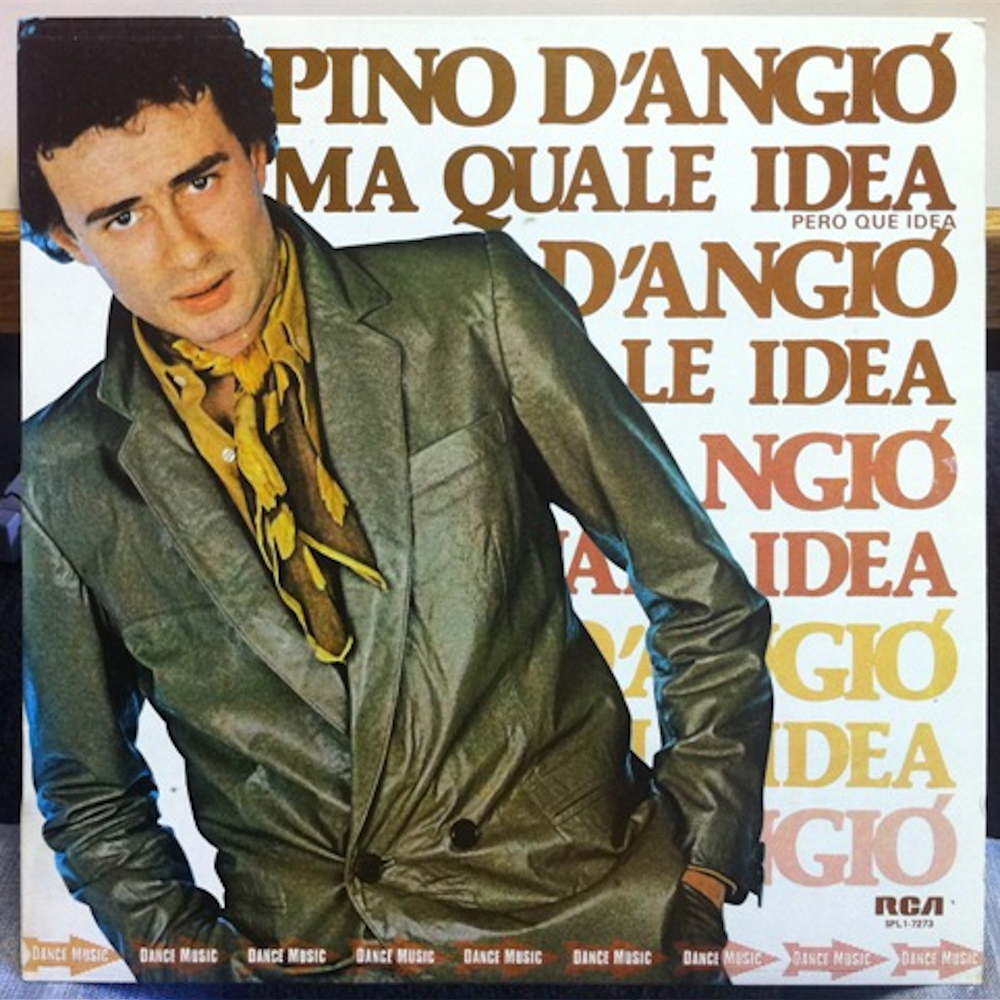 PINO D'ANGIÓ
MA QUALE IDEA
PERO QUE IDEA
D'ANGIÓ
LE IDEA
NGIÓ
IDEA
D'A GIÓ
IDEA
NGIÓ
RCA
SPL1-7273
DANCE MUSIC DANCE MUSIC DANCE MUSIC DANCE MUSIC DANCE MUSIC DANCE MUSIC DANCE MUSIC DANCE MUSIC DANCE MUSIC